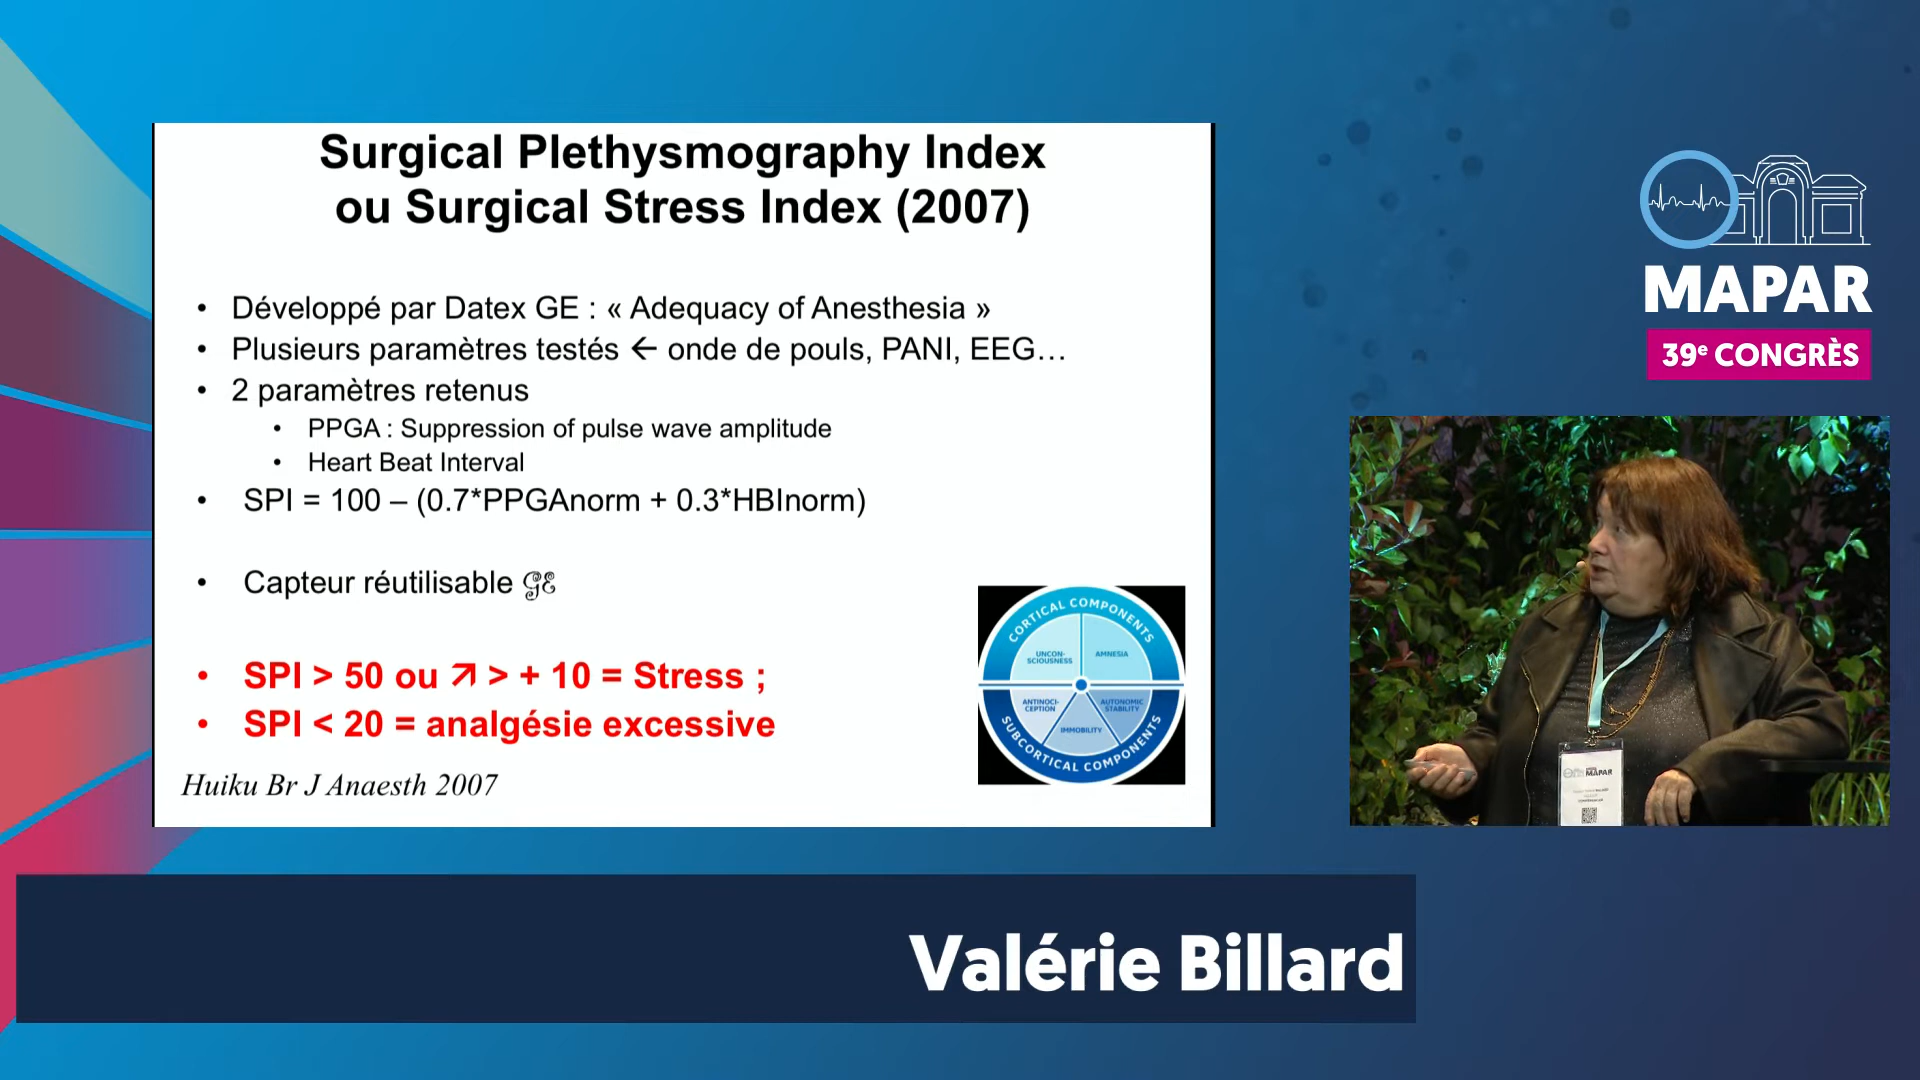 Surgical Plethysmography Index
ou Surgical Stress Index (2007)
• Développé par Datex GE : « Adequacy of Anesthesia »
• Plusieurs paramètres testés ← onde de pouls, PANI, EEG…
• 2 paramètres retenus
• PPGA : Suppression of pulse wave amplitude
• Heart Beat Interval
• SPI = 100 – (0.7*PPGAnorm + 0.3*HBInorm)
• Capteur réutilisable GE
• SPI > 50 ou ↗ > + 10 = Stress ;
• SPI < 20 = analgésie excessive
Huiku Br J Anaesth 2007
CORTICAL COMPONENTS
UNCON-
SCIOUSNESS
AMNESIA
ANTINOCI-
CEPTION
AUTONOMIC
STABILITY
IMMOBILITY
SUBCORTICAL COMPONENTS
MAPAR
39e CONGRÈS
MAPAR
Valérie Billard